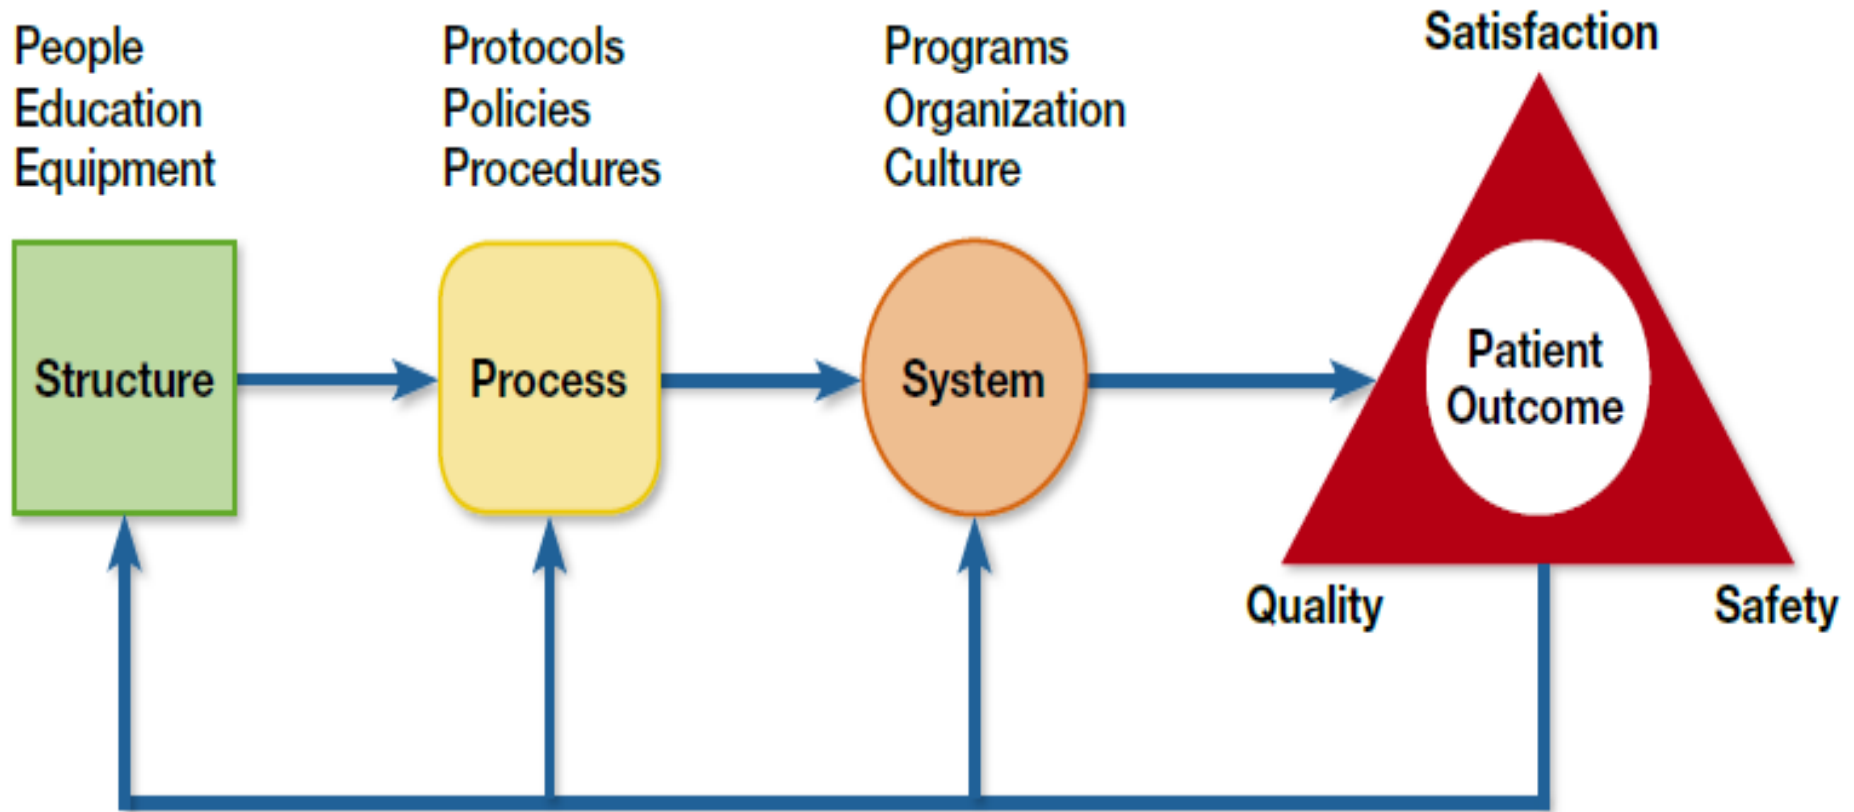 People
Education
Equipment
Protocols
Policies
Procedures
Programs
Organization
Culture
Satisfaction
Structure
Process
System
Patient
Outcome
Quality
Safety